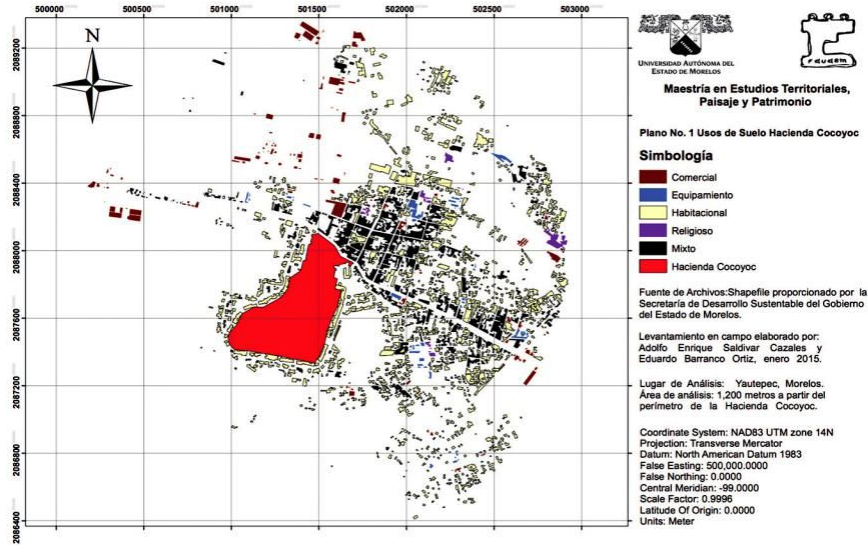 500000 500500 501000 501500 502000 502500 503000
2089200
2088800
2088400
2088000
2087600
2087200
2086800
2086400
N
UNIVERSIDAD AUTÓNOMA DEL
ESTADO DE MORELOS
Maestría en Estudios Territoriales,
Paisaje y Patrimonio
Plano No. 1 Usos de Suelo Hacienda Cocoyoc
Simbología
Comercial
Equipamiento
Habitacional
Religioso
Mixto
Hacienda Cocoyoc
Fuente de Archivos:Shapefile proporcionado por la
Secretaría de Desarrollo Sustentable del Gobierno
del Estado de Morelos.
Levantamiento en campo elaborado por:
Adolfo Enrique Saldivar Cazales y
Eduardo Barranco Ortiz, enero 2015.
Lugar de Análisis: Yautepec, Morelos.
Área de análisis: 1,200 metros a partir del
perímetro de la Hacienda Cocoyoc.
Coordinate System: NAD83 UTM zone 14N
Projection: Transverse Mercator
Datum: North American Datum 1983
False Easting: 500,000.0000
False Northing: 0.0000
Central Meridian: -99.0000
Scale Factor: 0.9996
Latitude Of Origin: 0.0000
Units: Meter